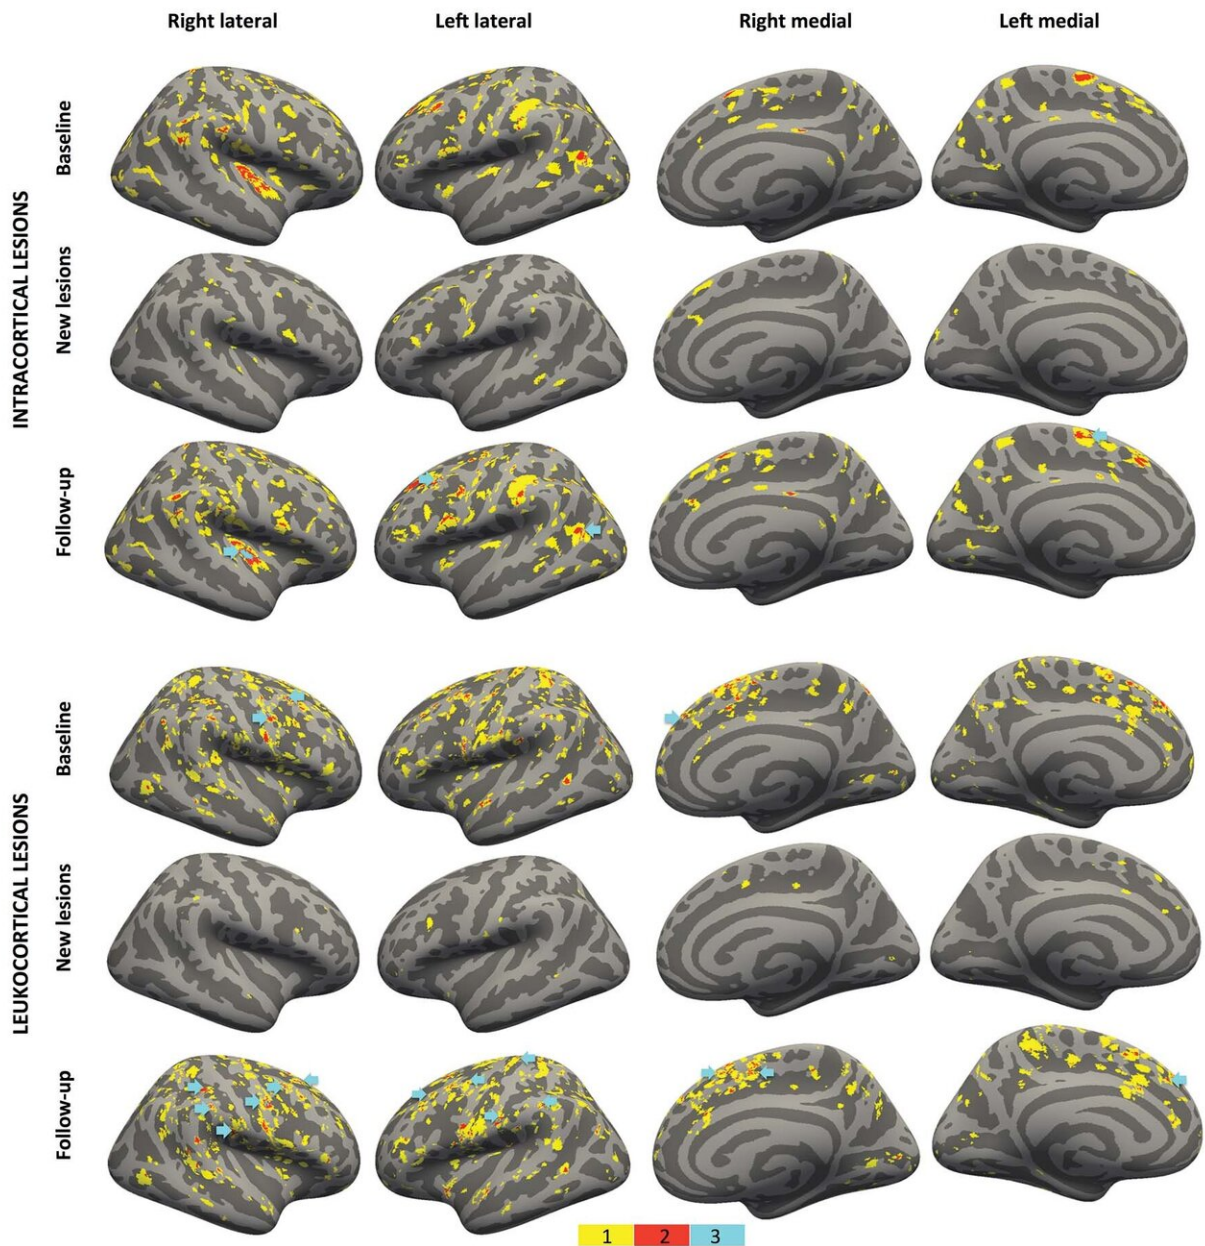 Right lateral
Left lateral
Right medial
Left medial
INTRACORTICAL LESIONS
Baseline
New lesions
Follow-up
LEUKOCORTICAL LESIONS
Baseline
New lesions
Follow-up
1 2 3